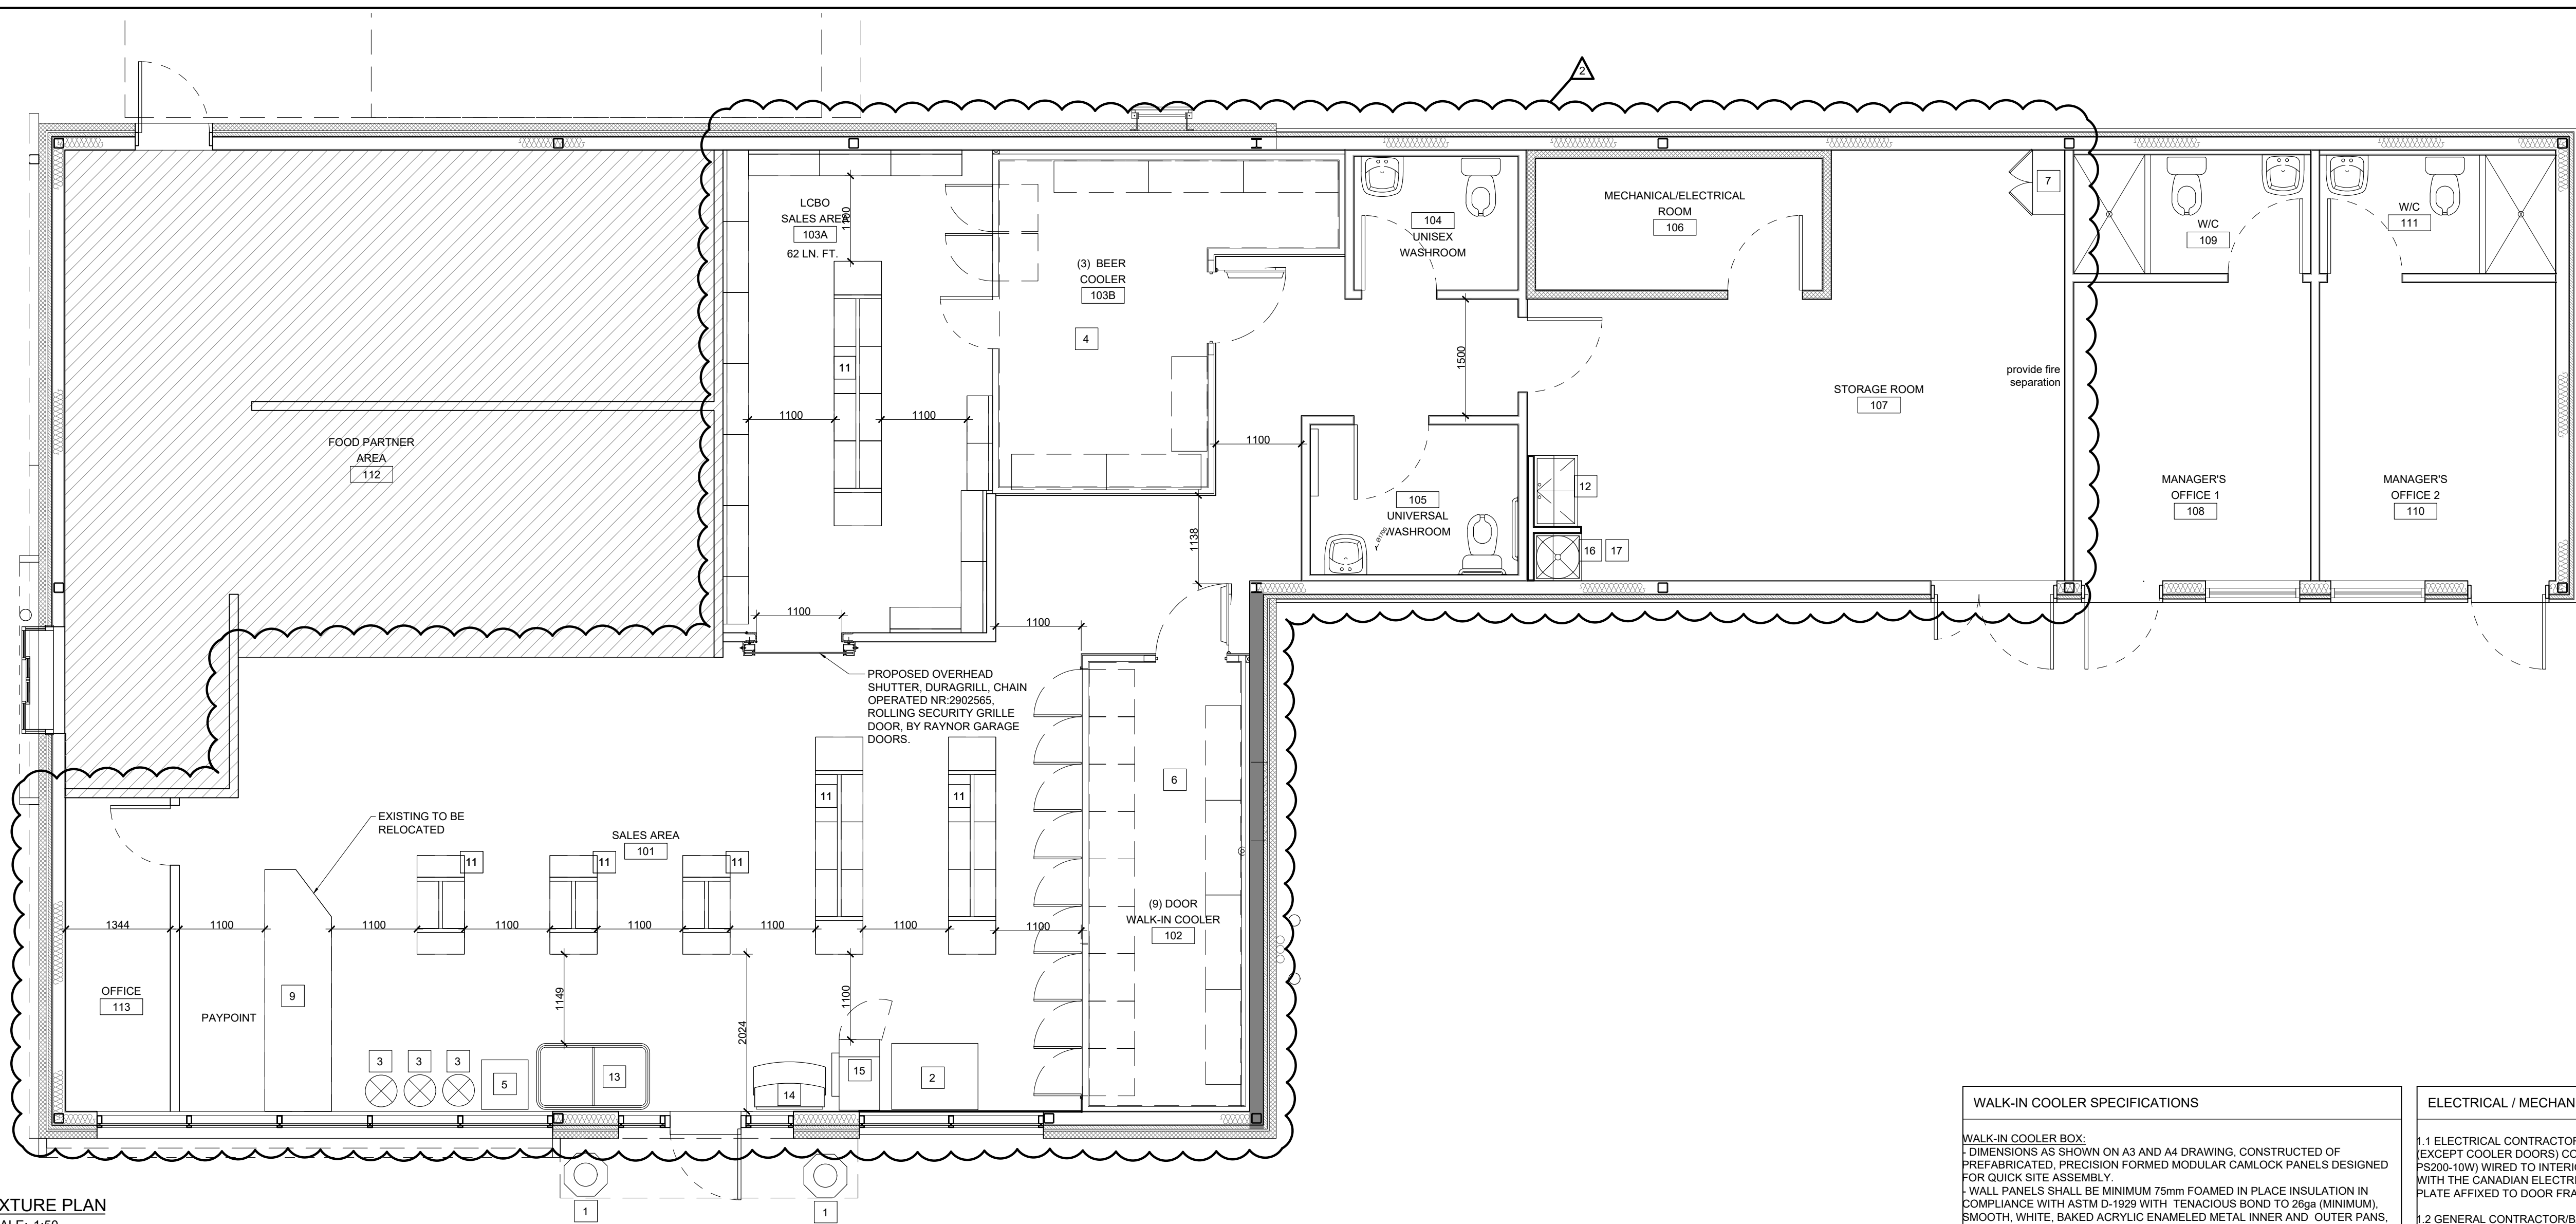 2
LCBO
SALES AREA
103A
62 LN. FT.
1100
(3) BEER
COOLER
103B
4
104
UNISEX
WASHROOM
MECHANICAL/ELECTRICAL
ROOM
106
7
W/C
109
W/C
111
11
1100
1100
1500
provide fire
separation
STORAGE ROOM
107
FOOD PARTNER
AREA
112
1100
105
UNIVERSAL
WASHROOM
Ø1700
12
16
17
MANAGER'S
OFFICE 1
108
MANAGER'S
OFFICE 2
110
1138
1100
1100
PROPOSED OVERHEAD
SHUTTER, DURAGRILL, CHAIN
OPERATED NR:2902565,
ROLLING SECURITY GRILLE
DOOR, BY RAYNOR GARAGE
DOORS.
6
11
11
EXISTING TO BE
RELOCATED
SALES AREA
101
11
11
11
(9) DOOR
WALK-IN COOLER
102
1344
1100
1100
1100
1100
1100
1100
1100
OFFICE
113
PAYPOINT
9
1149
2024
1100
3
3
3
5
13
14
15
2
1
1
XTURE PLAN
ALE: 1:50
WALK-IN COOLER SPECIFICATIONS
WALK-IN COOLER BOX:
- DIMENSIONS AS SHOWN ON A3 AND A4 DRAWING, CONSTRUCTED OF
PREFABRICATED, PRECISION FORMED MODULAR CAMLOCK PANELS DESIGNED
FOR QUICK SITE ASSEMBLY.
- WALL PANELS SHALL BE MINIMUM 75mm FOAMED IN PLACE INSULATION IN
COMPLIANCE WITH ASTM D-1929 WITH TENACIOUS BOND TO 26ga (MINIMUM),
SMOOTH, WHITE, BAKED ACRYLIC ENAMELED METAL INNER AND OUTER PANS,
ELECTRICAL / MECHAN
1.1 ELECTRICAL CONTRACTOR
(EXCEPT COOLER DOORS) CO
PS200-10W) WIRED TO INTERI
WITH THE CANADIAN ELECTRI
PLATE AFFIXED TO DOOR FRA
1.2 GENERAL CONTRACTOR/B